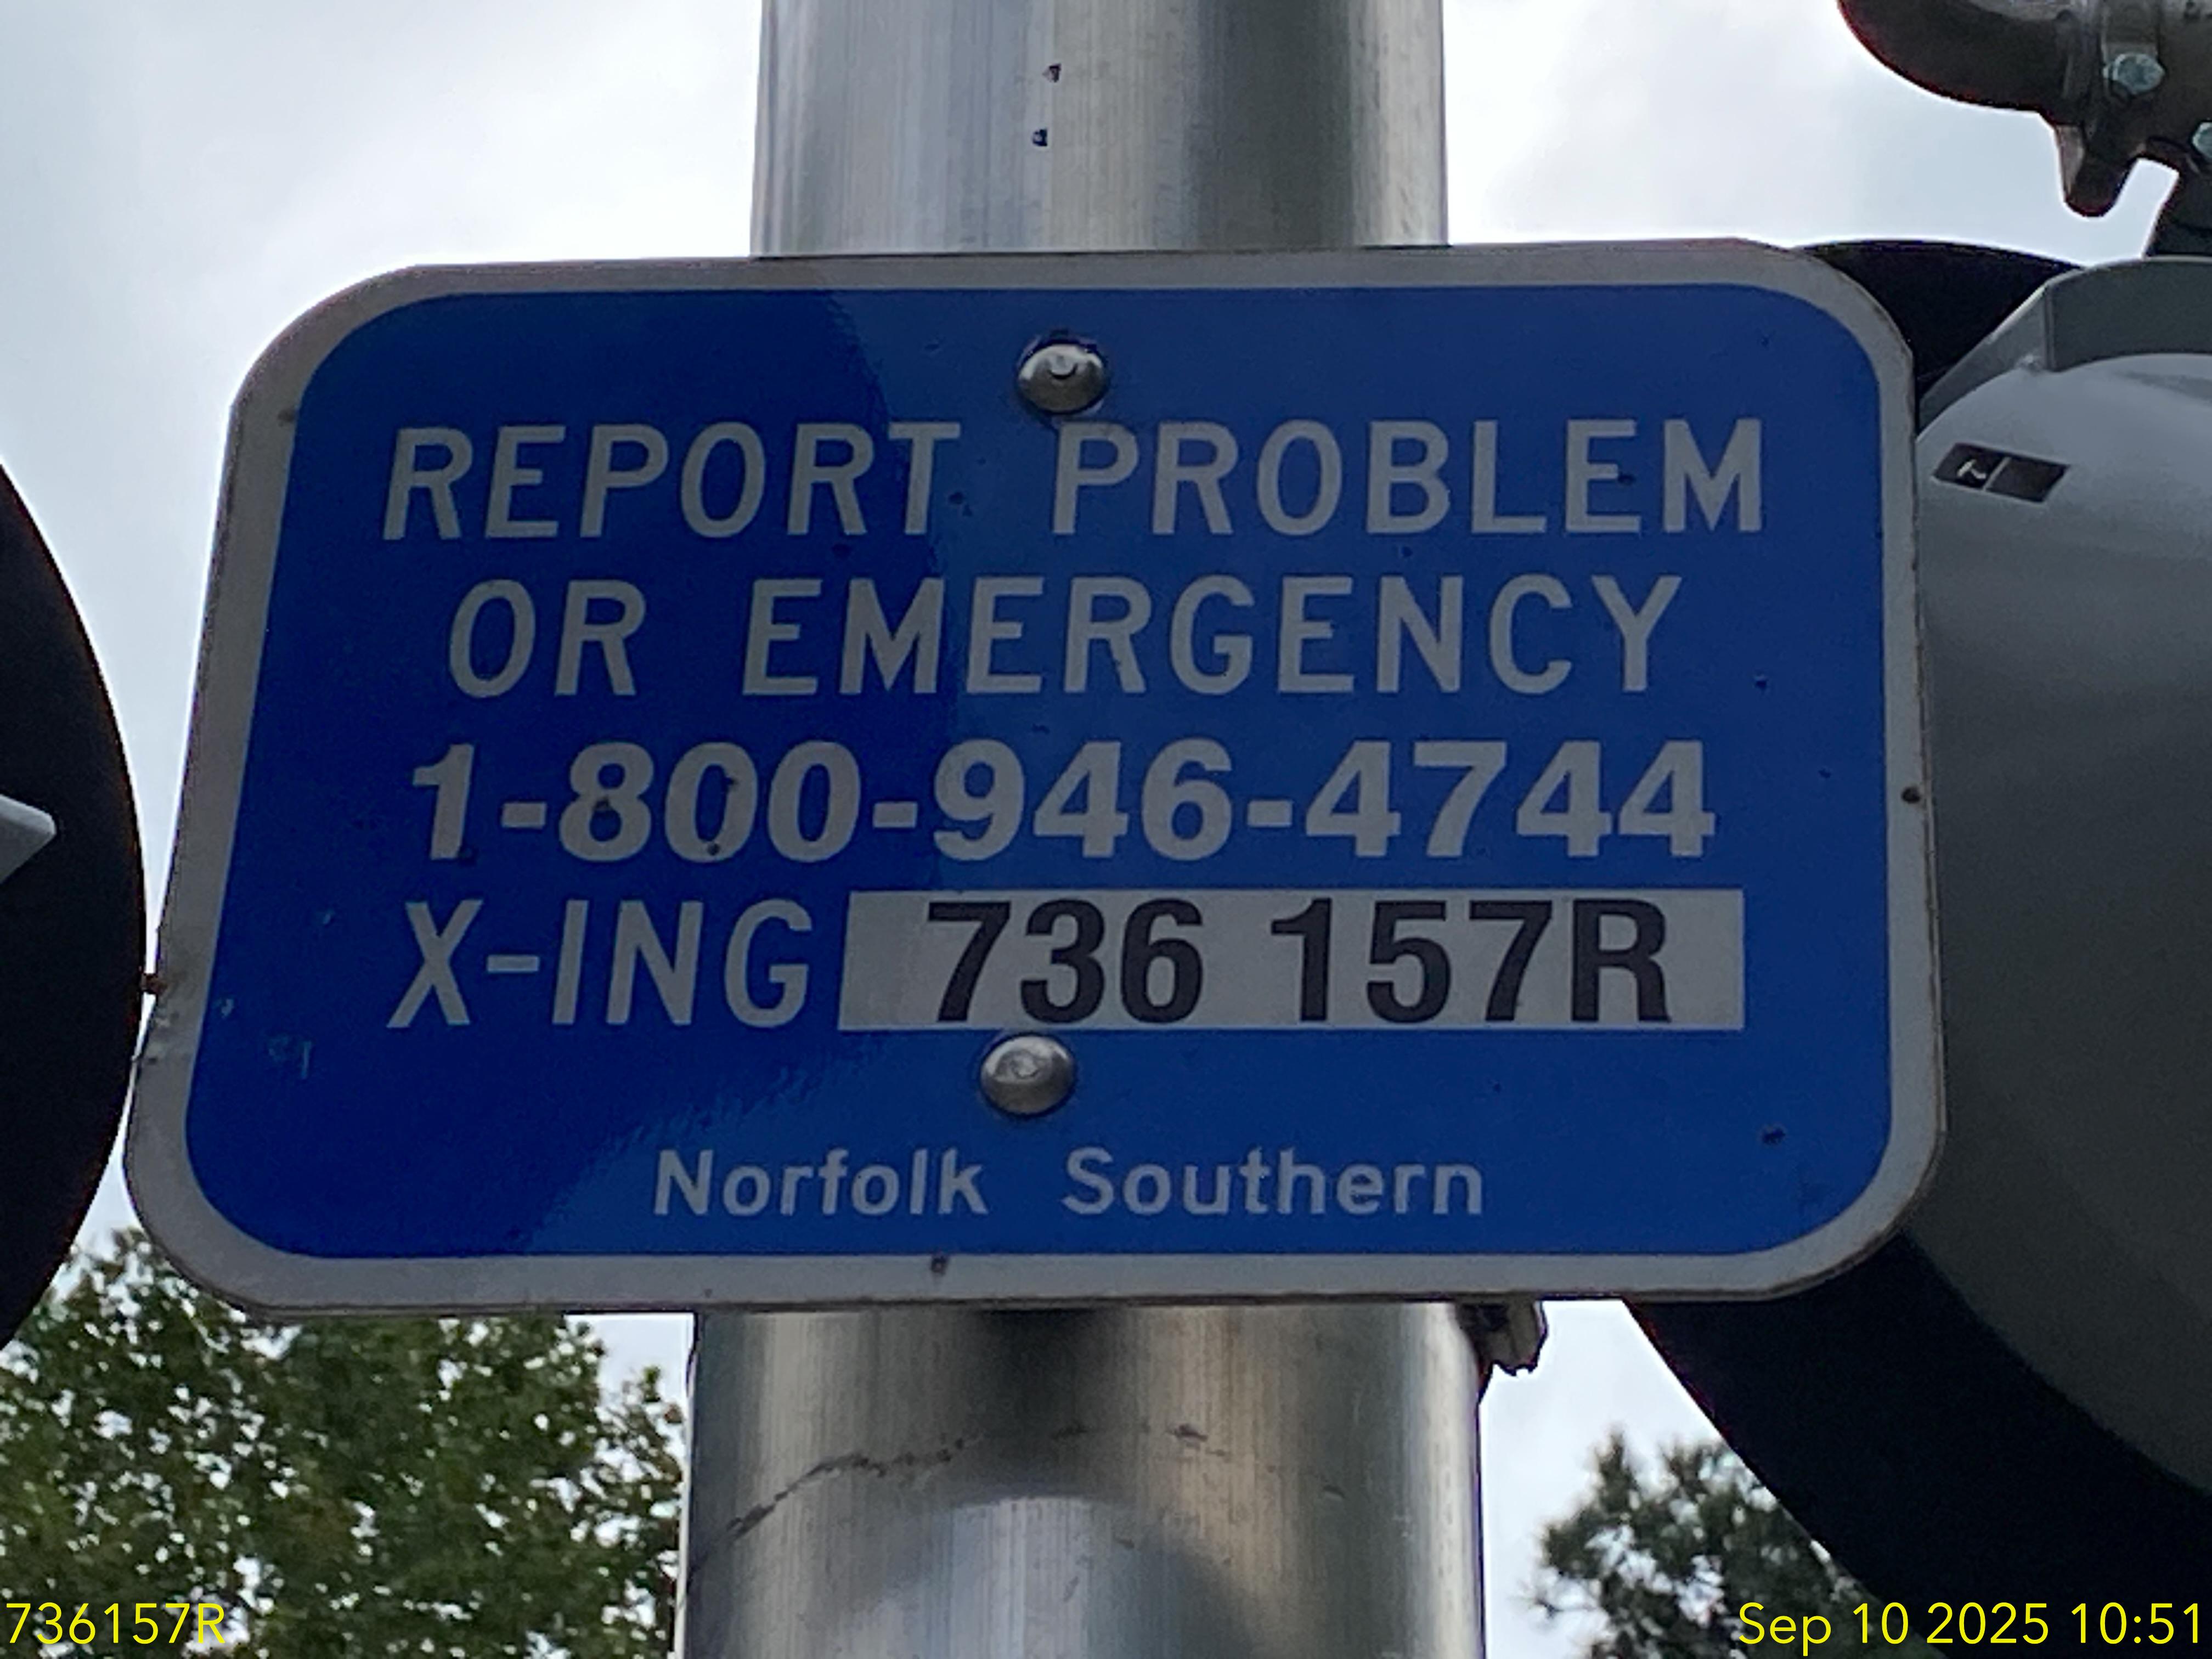 REPORT PROBLEM
OR EMERGENCY
1-800-946-4744
X-ING 736 157R
Norfolk Southern
736157R
Sep 10 2025 10:51